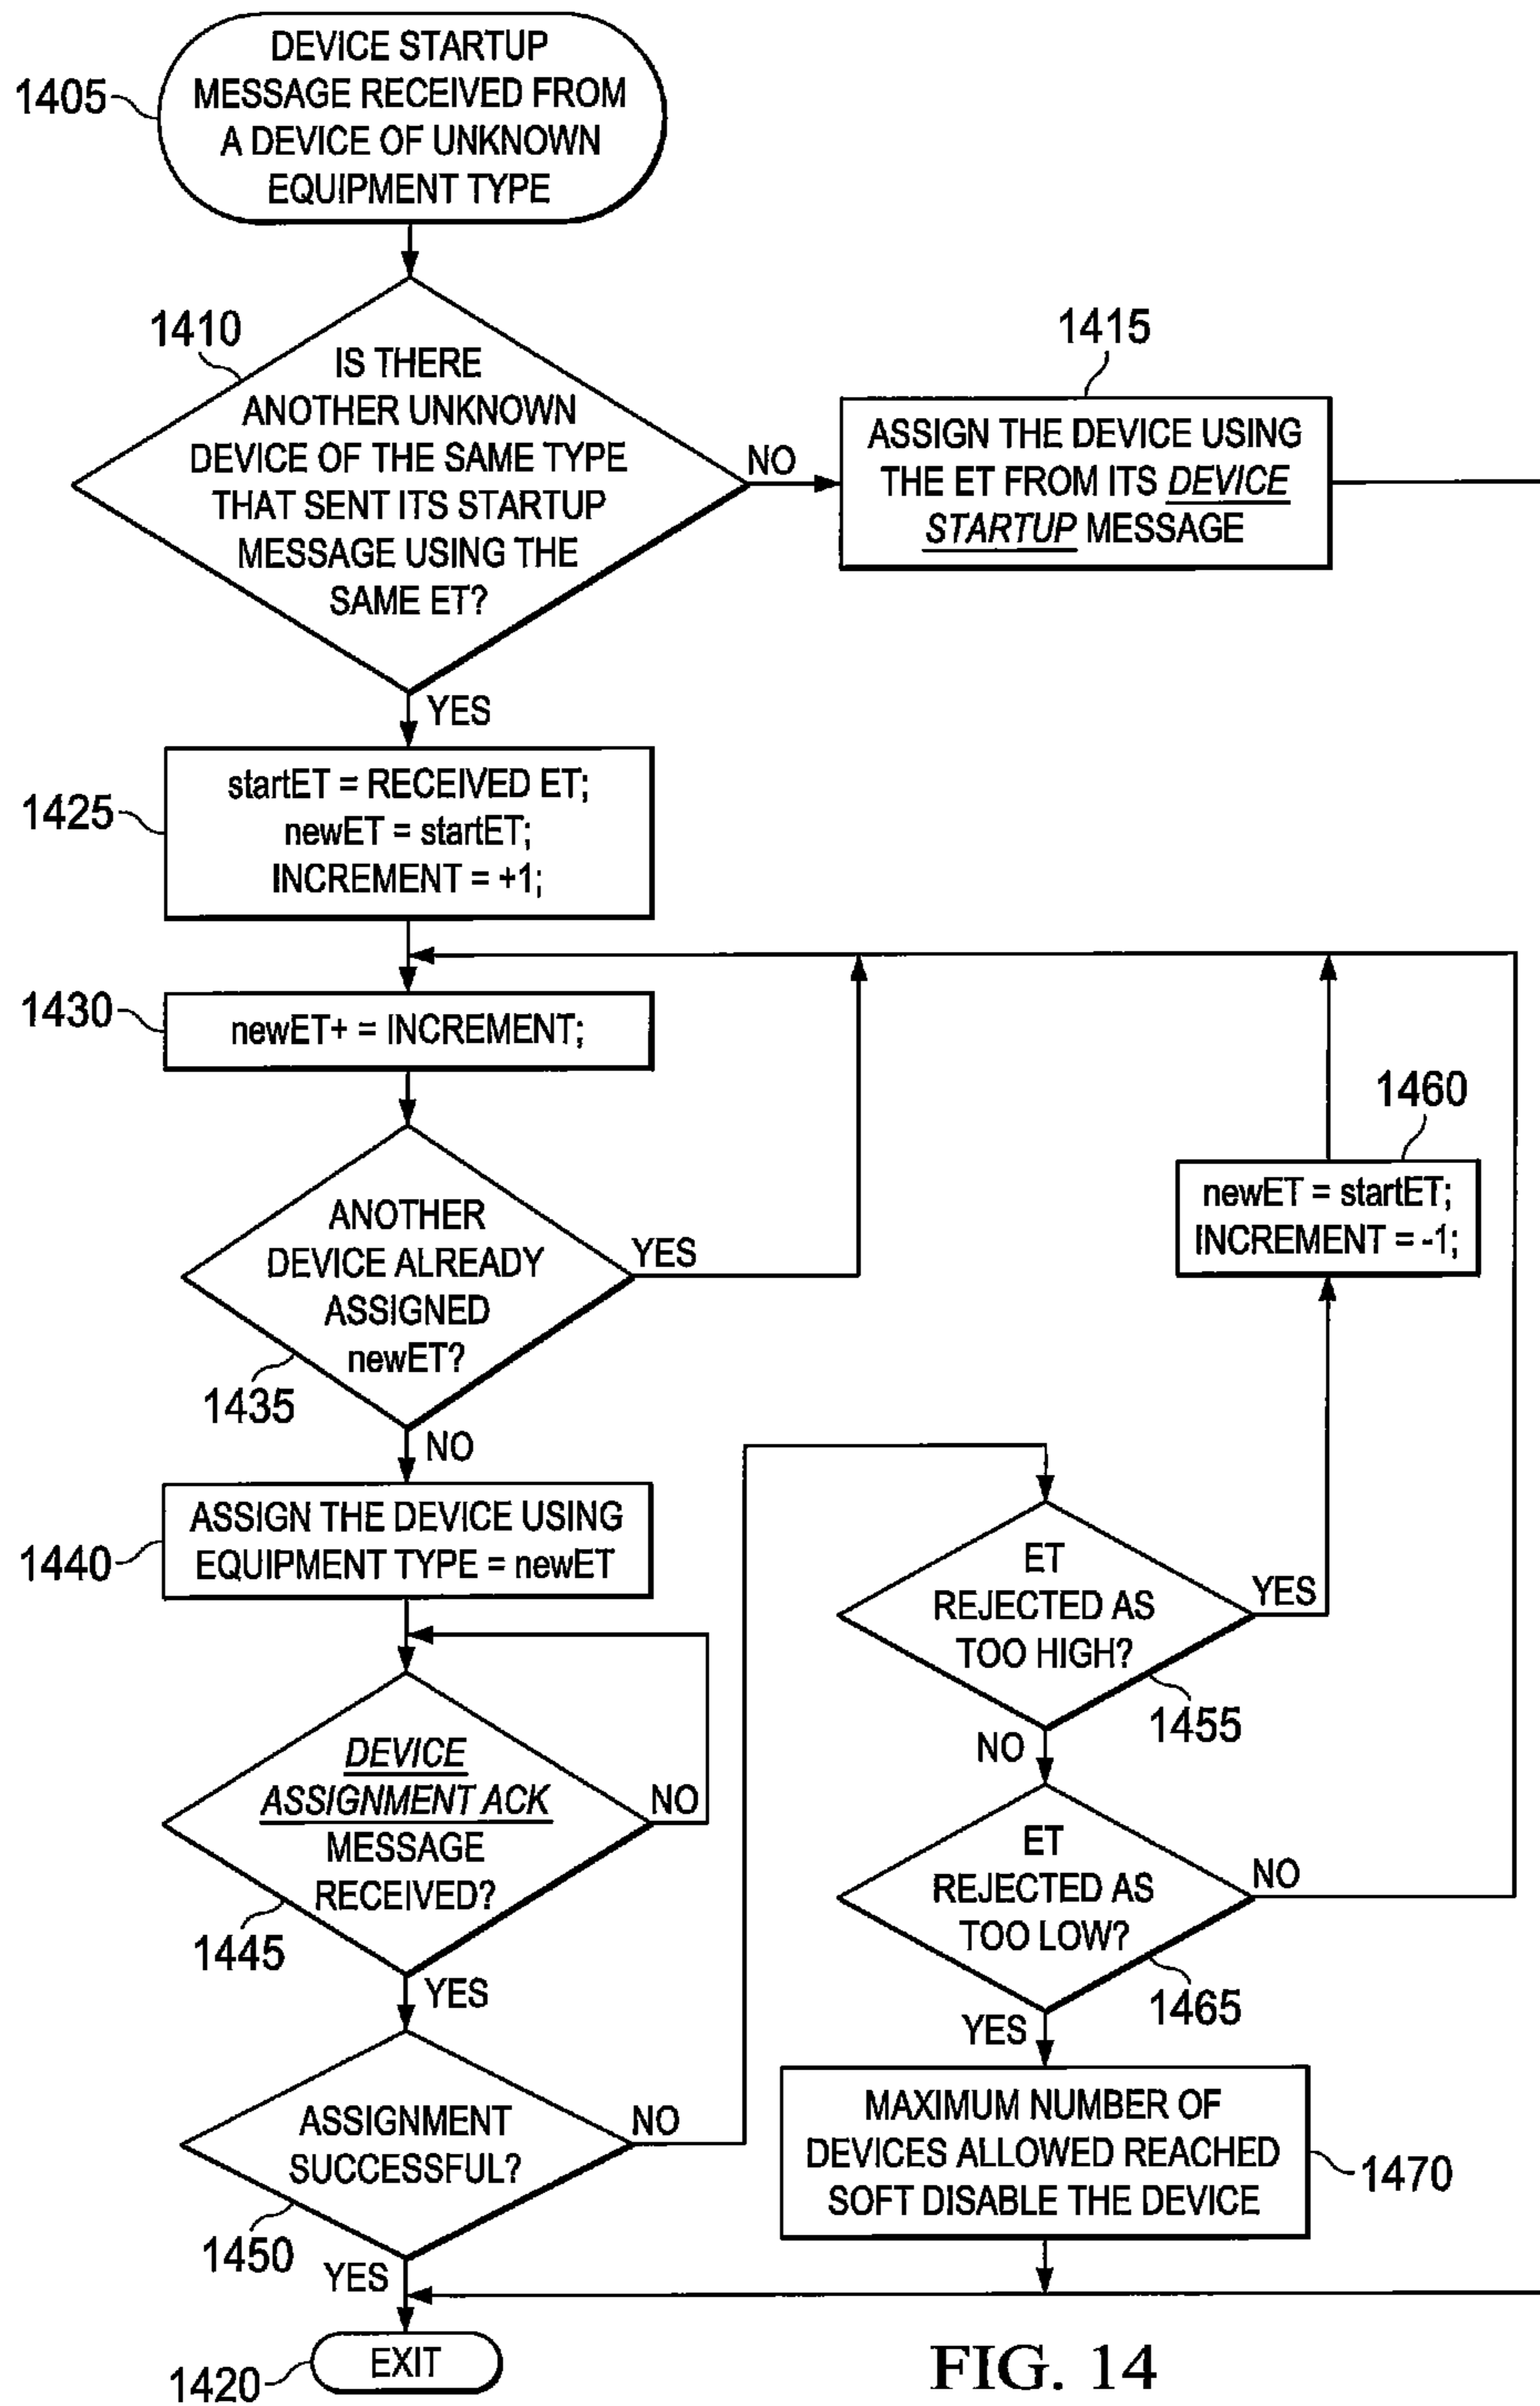 1405
DEVICE STARTUP
MESSAGE RECEIVED FROM
A DEVICE OF UNKNOWN
EQUIPMENT TYPE
1410
IS THERE
ANOTHER UNKNOWN
DEVICE OF THE SAME TYPE
THAT SENT ITS STARTUP
MESSAGE USING THE
SAME ET?
NO
1415
ASSIGN THE DEVICE USING
THE ET FROM ITS DEVICE
STARTUP MESSAGE
YES
1425
startET = RECEIVED ET;
newET = startET;
INCREMENT = +1;
1430
newET+ = INCREMENT;
ANOTHER
DEVICE ALREADY
ASSIGNED
newET?
YES
1435
NO
1460
newET = startET;
INCREMENT = -1;
1440
ASSIGN THE DEVICE USING
EQUIPMENT TYPE = newET
DEVICE
ASSIGNMENT ACK
MESSAGE
RECEIVED?
NO
1445
YES
ASSIGNMENT
SUCCESSFUL?
NO
1450
YES
ET
REJECTED AS
TOO HIGH?
YES
1455
NO
ET
REJECTED AS
TOO LOW?
NO
1465
YES
MAXIMUM NUMBER OF
DEVICES ALLOWED REACHED
SOFT DISABLE THE DEVICE
1470
1420
EXIT
FIG. 14